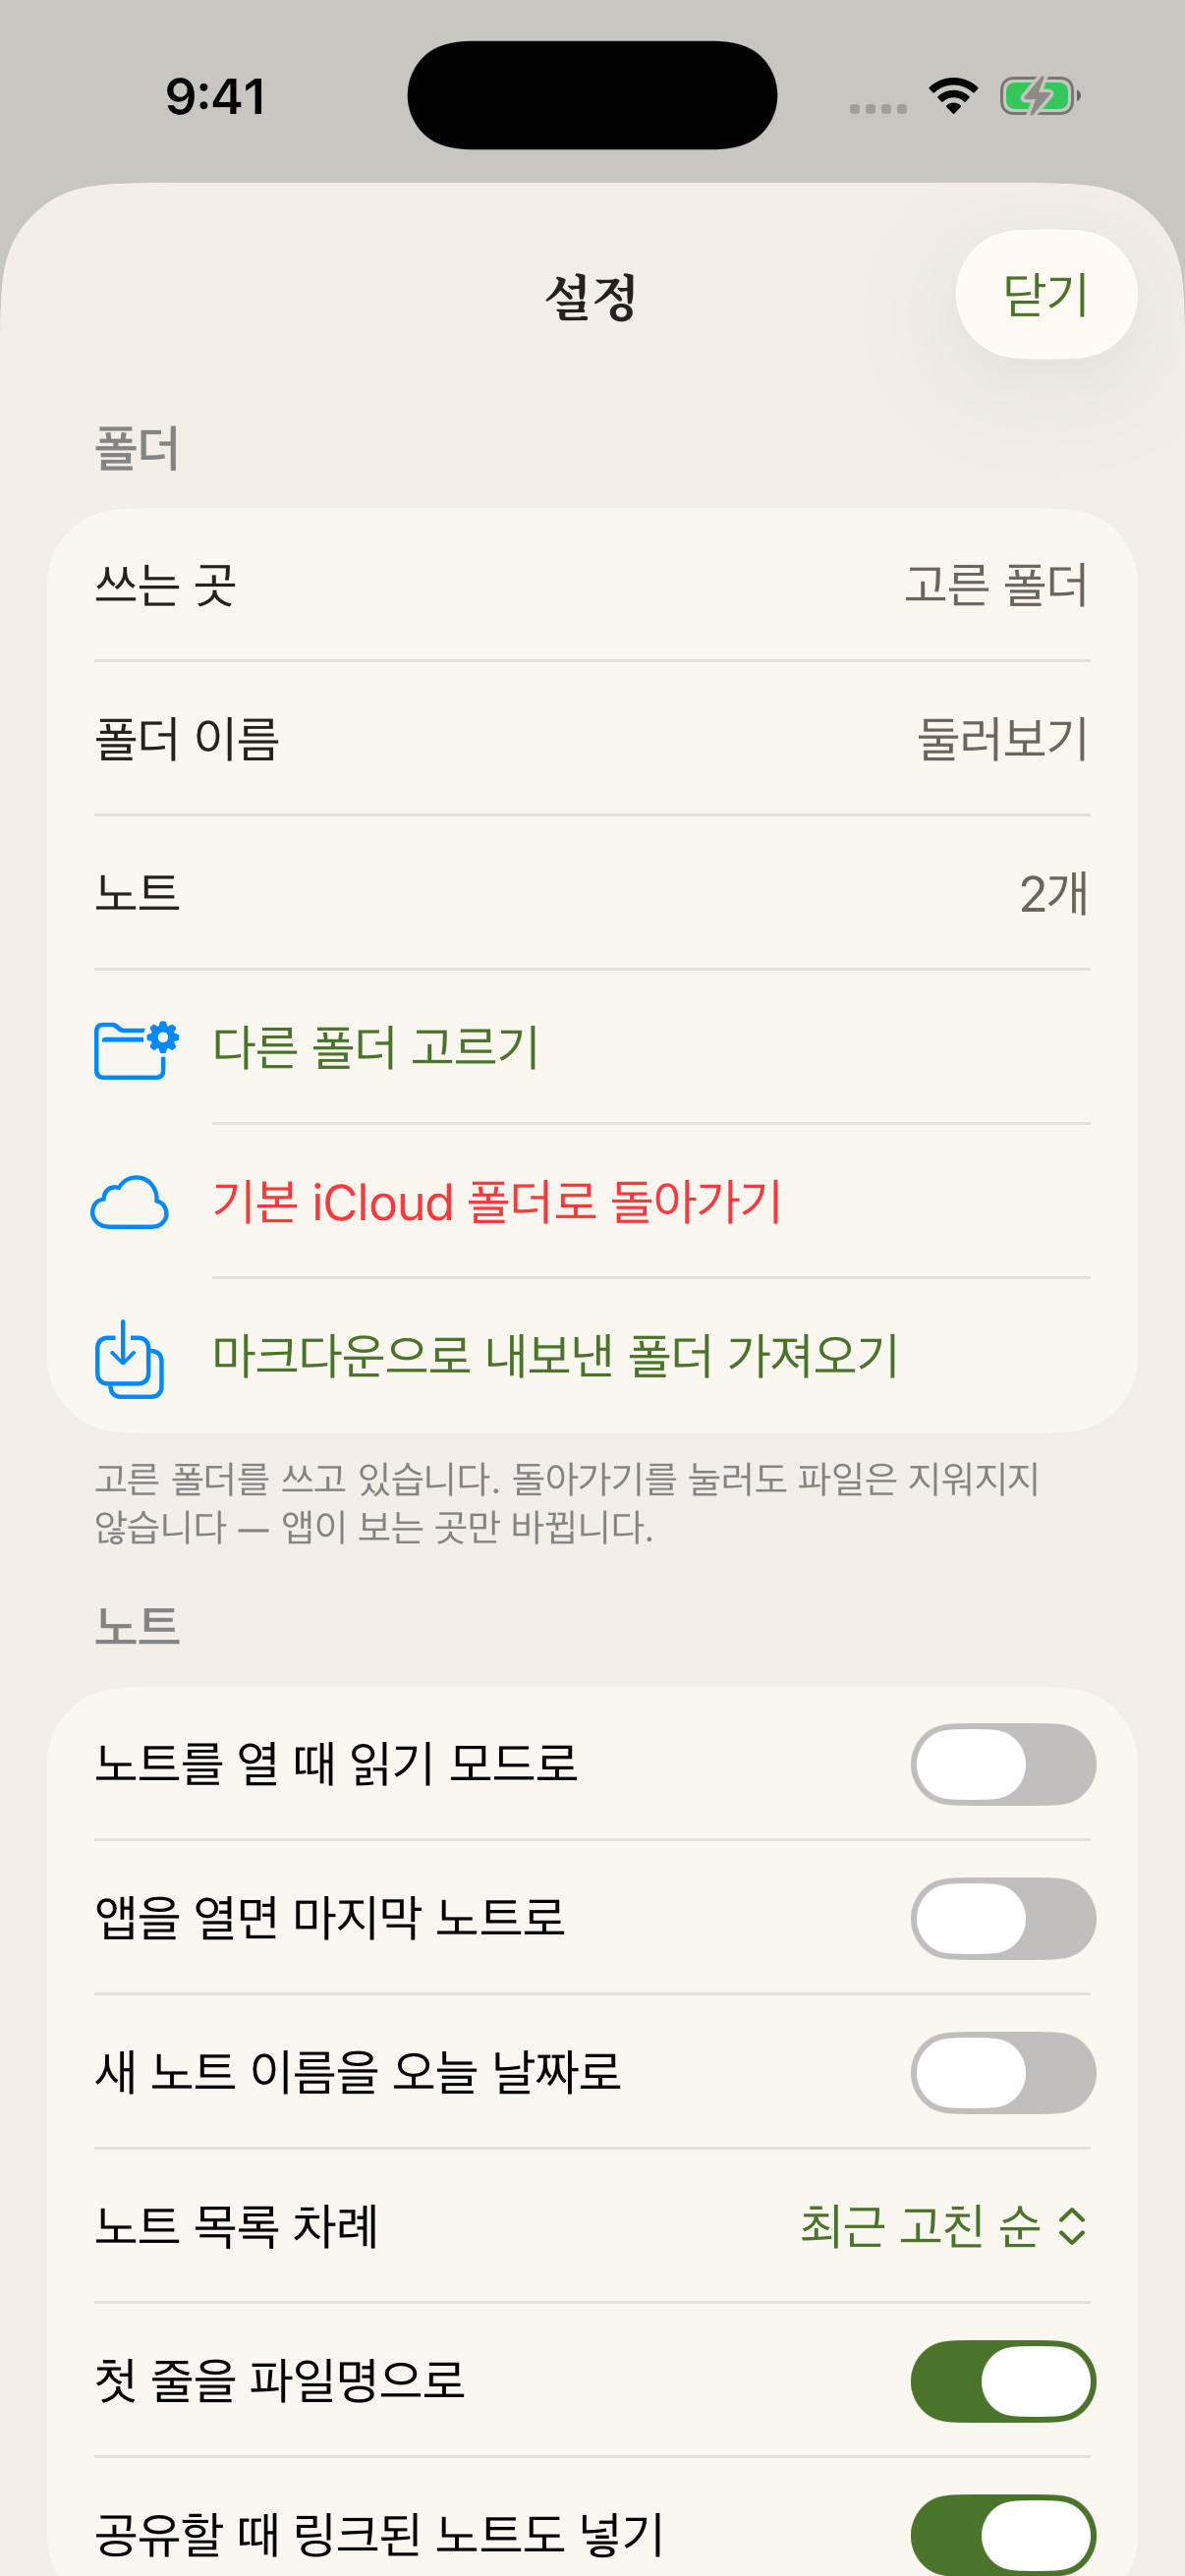 9:41
설정
닫기
폴더
쓰는 곳
고른 폴더
폴더 이름
둘러보기
노트
2개
다른 폴더 고르기
기본 iCloud 폴더로 돌아가기
마크다운으로 내보낸 폴더 가져오기
고른 폴더를 쓰고 있습니다. 돌아가기를 눌러도 파일은 지워지지
않습니다 — 앱이 보는 곳만 바뀝니다.
노트
노트를 열 때 읽기 모드로
앱을 열면 마지막 노트로
새 노트 이름을 오늘 날짜로
노트 목록 차례
최근 고친 순
첫 줄을 파일명으로
공유할 때 링크된 노트도 넣기